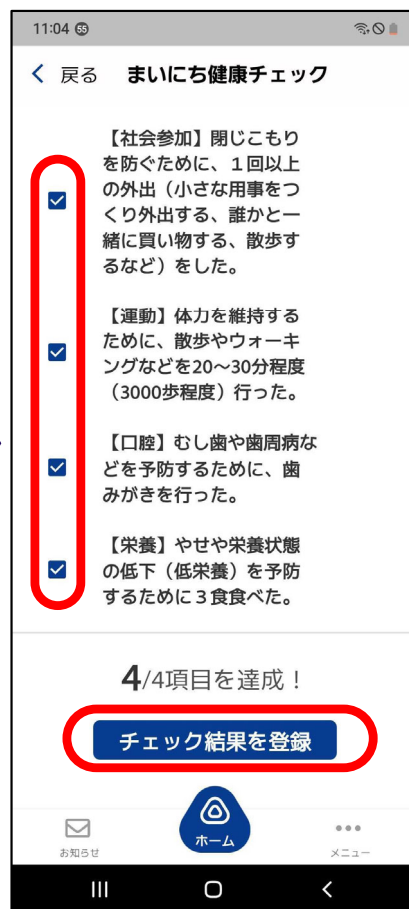 11:04 65
戻る まいにち健康チェック
【社会参加】閉じこもり
を防ぐために、１回以上
の外出（小さな用事をつ
くり外出する、誰かと一
緒に買い物する、散歩す
るなど）をした。
【運動】体力を維持する
ために、散歩やウォーキ
ングなどを20〜30分程度
（3000歩程度）行った。
【口腔】むし歯や歯周病な
どを予防するために、歯
みがきを行った。
【栄養】やせや栄養状態
の低下（低栄養）を予防
するために３食食べた。
4/4項目を達成！
チェック結果を登録
お知らせ
ホーム
メニュー